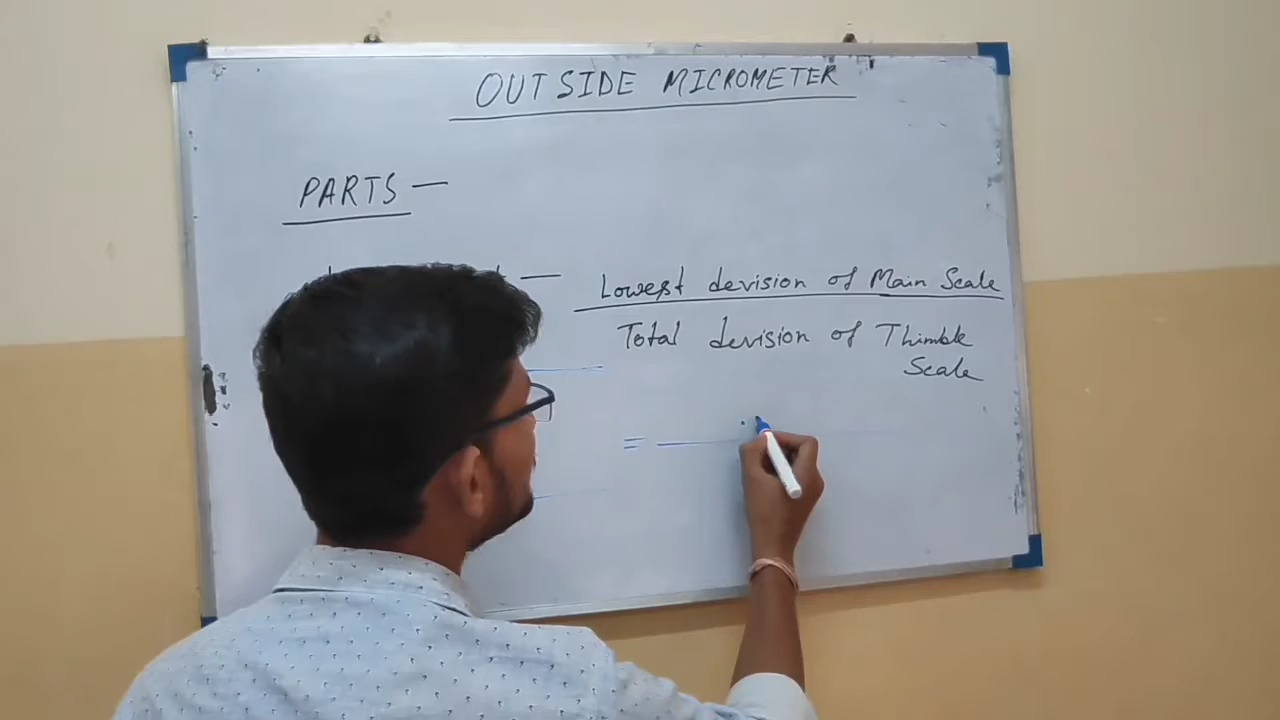 OUTSIDE MICROMETER
PARTS —
— Lowest devision of Main Scale
Total devision of Thimble
Scale
= .